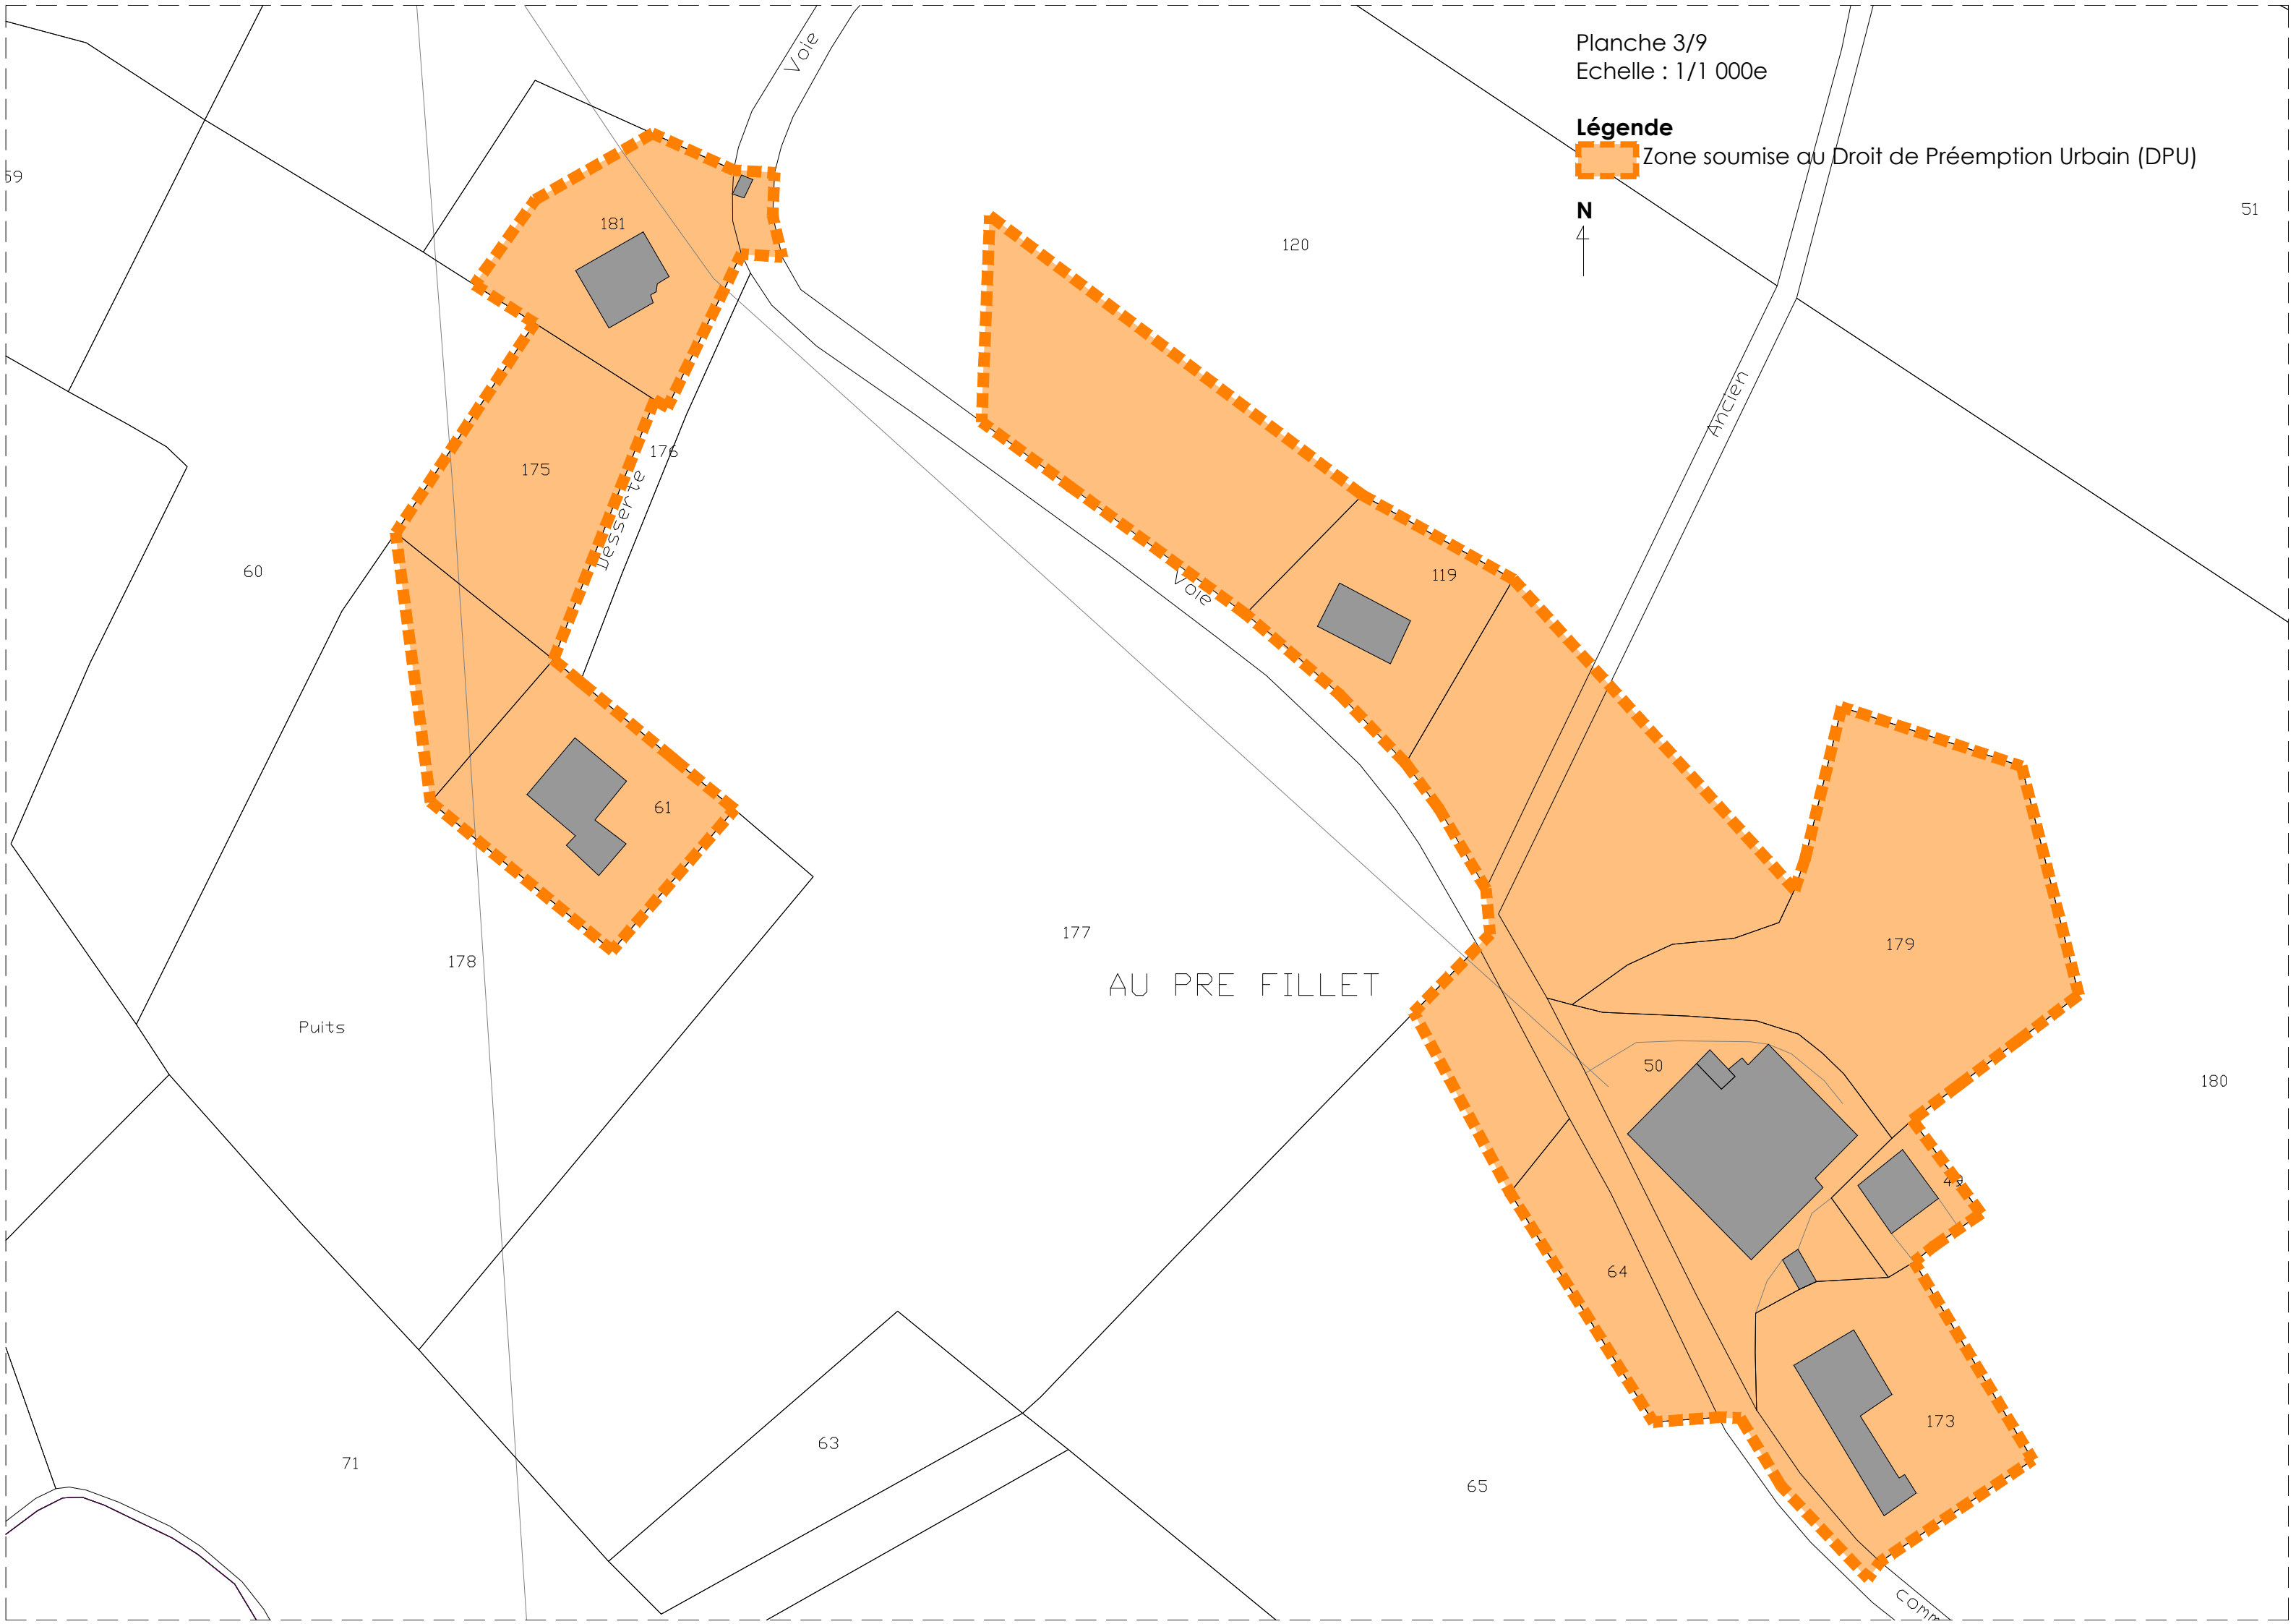 Planche 3/9
Echelle : 1/1 000e
Légende
Zone soumise au Droit de Préemption Urbain (DPU)
N
Voie
59
181
120
51
Ancien
176
175
Desserte
60
119
Voie
61
177
178
179
AU PRE FILLET
Puits
50
180
49
64
173
63
71
65
Comm